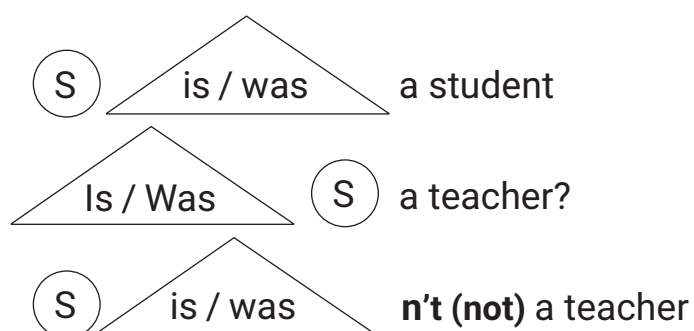 S is / was a student
Is / Was S a teacher?
S is / was n't (not) a teacher